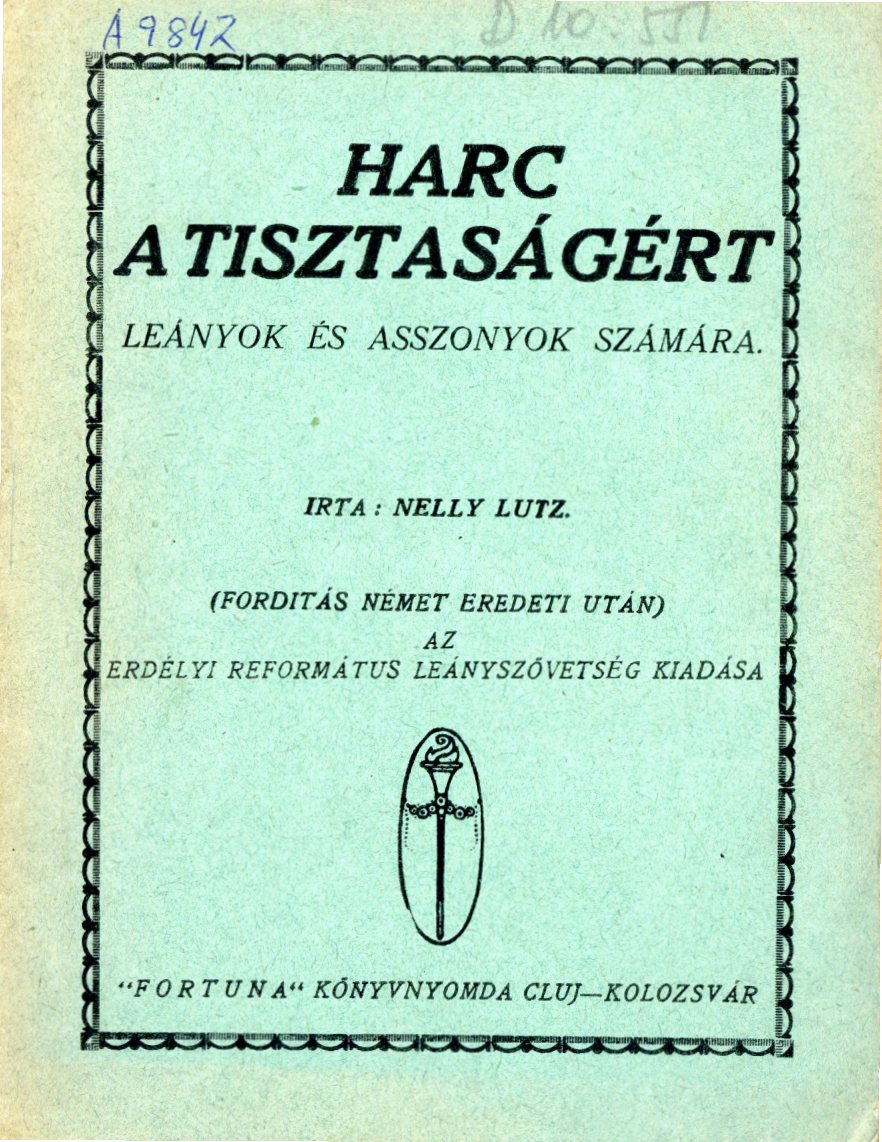 A 9842
D 10.551
HARC
A TISZTASÁGÉRT
LEÁNYOK ÉS ASSZONYOK SZÁMÁRA.
IRTA : NELLY LUTZ.
(FORDITÁS NÉMET EREDETI UTÁN)
AZ
ERDÉLYI REFORMÁTUS LEÁNYSZÖVETSÉG KIADÁSA
“FORTUNA“ KÖNYVNYOMDA CLUJ—KOLOZSVÁR